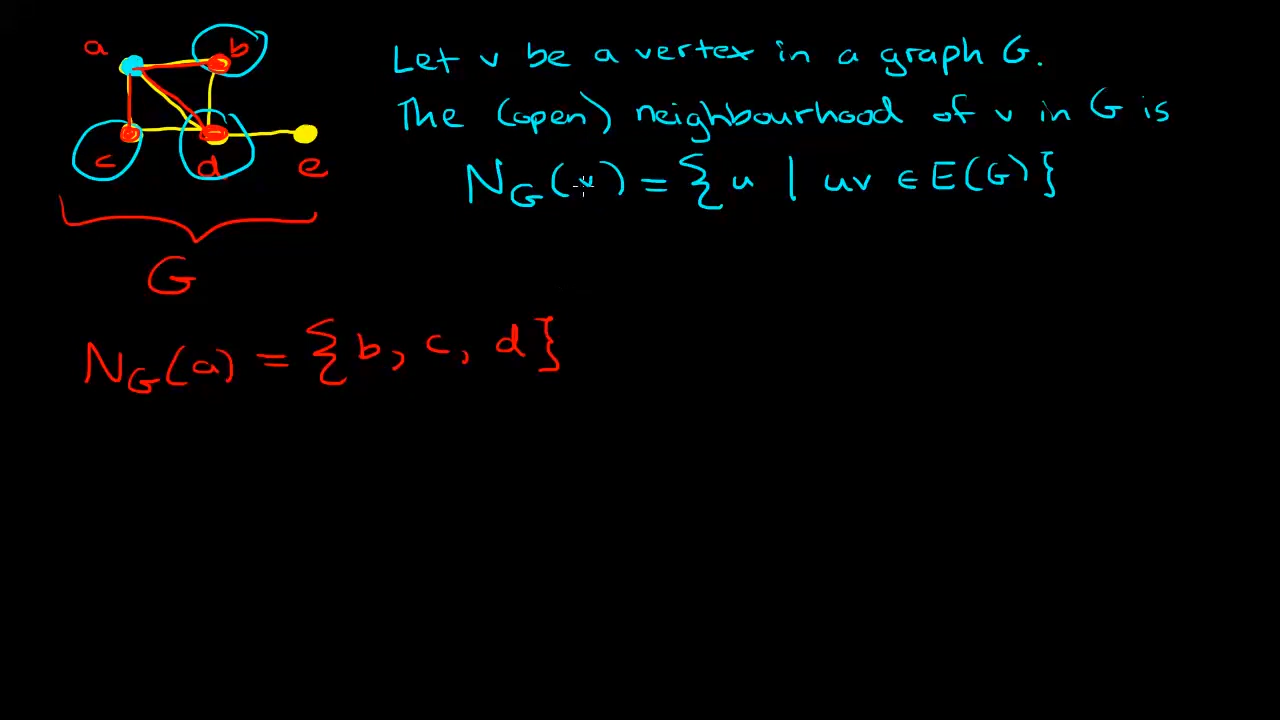 a
b
c
d
e
G
Let v be a vertex in a graph G.
The (open) neighbourhood of v in G is
N_G(v) = { u | uv ∈ E(G) }
N_G(a) = { b, c, d }